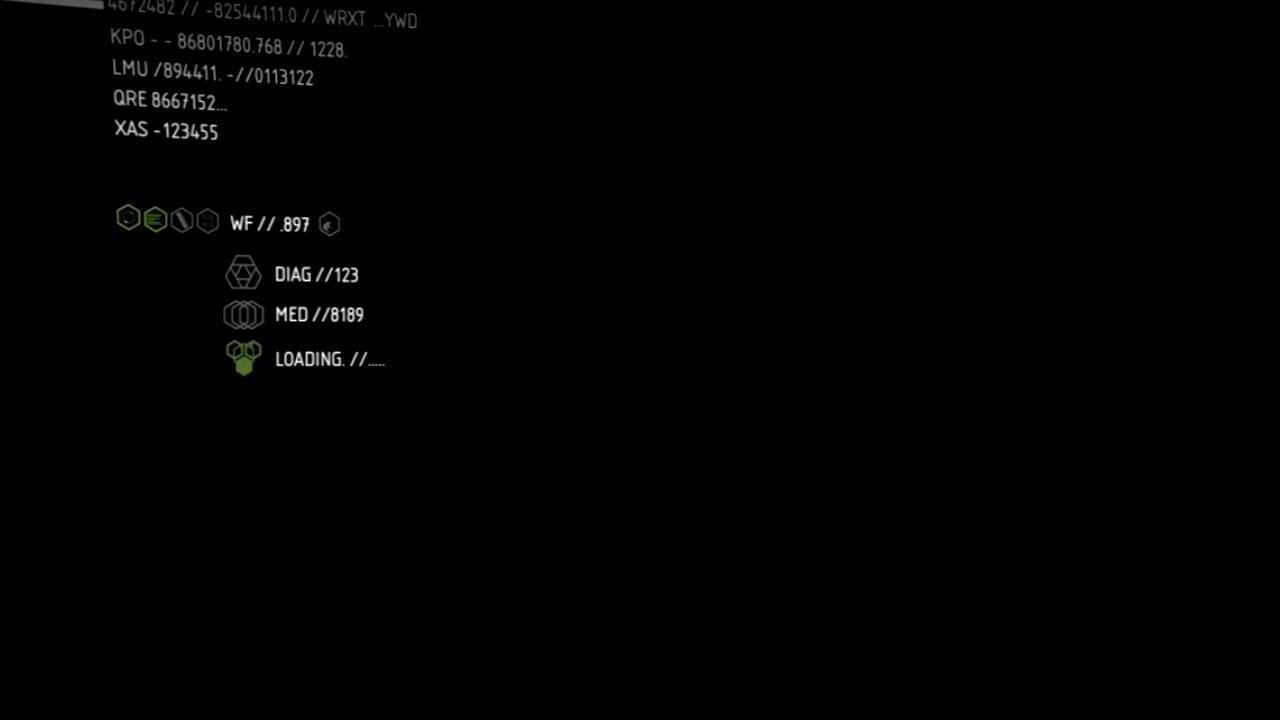 4672482 // -82544111.0 // WRXT ...YWD
KPO - - 86801780.768 // 1228.
LMU /894411. -//0113122
QRE 8667152...
XAS -123455
WF // .897
DIAG //123
MED //8189
LOADING. //.....